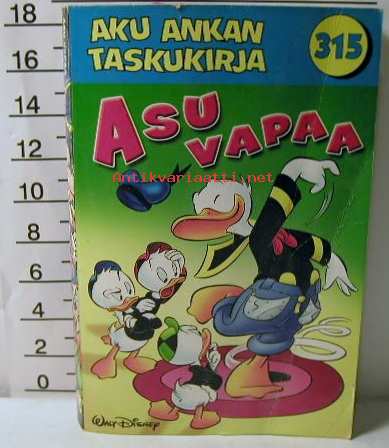 AKU ANKAN
TASKUKIRJA
315
ASU
VAPAA
Antikvariaatti.net
WALT DISNEY
18
16
14
12
10
8
6
4
2
0